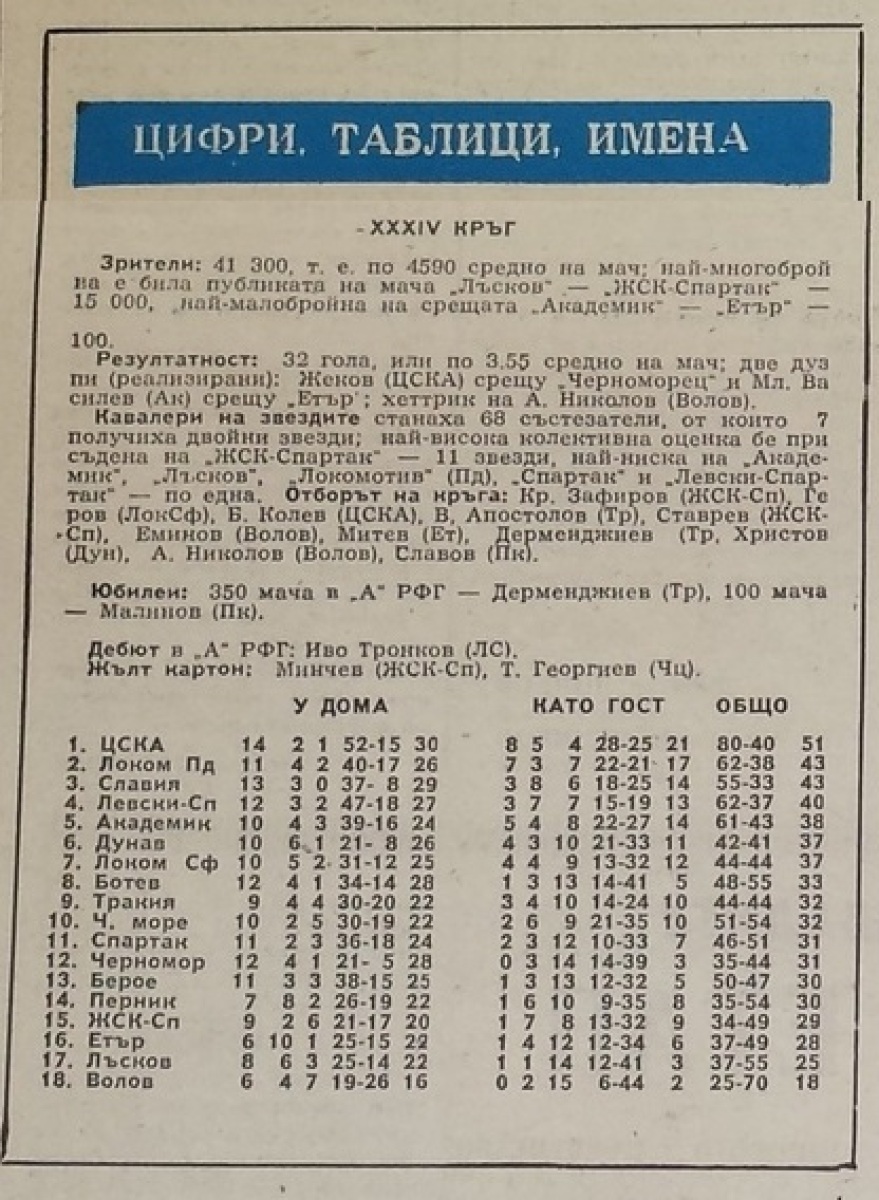 ЦИФРИ, ТАБЛИЦИ, ИМЕНА
XXXIV КРЪГ
Зрители: 41 300, т. е. по 4590 средно на мач; най-многоброй
на е била публиката на мача „Лъсков“ — „ЖСК-Спартак“ —
15 000, най-малобройна на срещата „Академик“ — „Етър“ —
100.
Резултатност: 32 гола, или по 3.55 средно на мач; две дуз
пи (реализирани): Жеков (ЦСКА) срещу „Черноморец“ и Мл. Ва
силев (Ак) срещу „Етър“; хеттрик на А. Николов (Волов).
Кавалери на звездите станаха 68 състезатели, от които 7
получиха двойни звезди; най-висока колективна оценка бе при
съдена на „ЖСК-Спартак“ — 11 звезди, най-ниска на „Акаде-
мик“, „Лъсков“, „Локомотив“ (Пд), „Спартак“ и „Левски-Спар-
так“ — по една. Отборът на кръга: Кр. Зафиров (ЖСК-Сп), Ге
ров (ЛокСф), Б. Колев (ЦСКА), В, Апостолов (Тр), Ставрев (ЖСК-
Сп), Еминов (Волов), Митев (Ет), Дерменджиев (Тр, Христов
(Дун), А. Николов (Волов), Славов (Пк).
Юбилеи: 350 мача в „А“ РФГ — Дерменджиев (Тр), 100 мача
— Малинов (Пк).
Дебют в „А“ РФГ: Иво Тронков (ЛС).
Жълт картон: Минчев (ЖСК-Сп), Т. Георгиев (Чц).
У ДОМА КАТО ГОСТ ОБЩО
1. ЦСКА 14 2 1 52-15 30 8 5 4 28-25 21 80-40 51
2. Локом Пд 11 4 2 40-17 26 7 3 7 22-21 17 62-38 43
3. Славия 13 3 0 37- 8 29 3 8 6 18-25 14 55-33 43
4. Левски-Сп 12 3 2 47-18 27 3 7 7 15-19 13 62-37 40
5. Академик 10 4 3 39-16 24 5 4 8 22-27 14 61-43 38
6. Дунав 10 6 1 21- 8 26 4 3 10 21-33 11 42-41 37
7. Локом Сф 10 5 2 31-12 25 4 4 9 13-32 12 44-44 37
8. Ботев 12 4 1 34-14 28 1 3 13 14-41 5 48-55 33
9. Тракия 9 4 4 30-20 22 3 4 10 14-24 10 44-44 32
10. Ч. море 10 2 5 30-19 22 2 6 9 21-35 10 51-54 32
11. Спартак 11 2 3 36-18 24 2 3 12 10-33 7 46-51 31
12. Черномор 12 4 1 21- 5 28 0 3 14 14-39 3 35-44 31
13. Берое 11 3 3 38-15 25 1 3 13 12-32 5 50-47 30
14. Перник 7 8 2 26-19 22 1 6 10 9-35 8 35-54 30
15. ЖСК-Сп 9 2 6 21-17 20 1 7 8 13-32 9 34-49 29
16. Етър 6 10 1 25-15 22 1 4 12 12-34 6 37-49 28
17. Лъсков 8 6 3 25-14 22 1 1 14 12-41 3 37-55 25
18. Волов 6 4 7 19-26 16 0 2 15 6-44 2 25-70 18